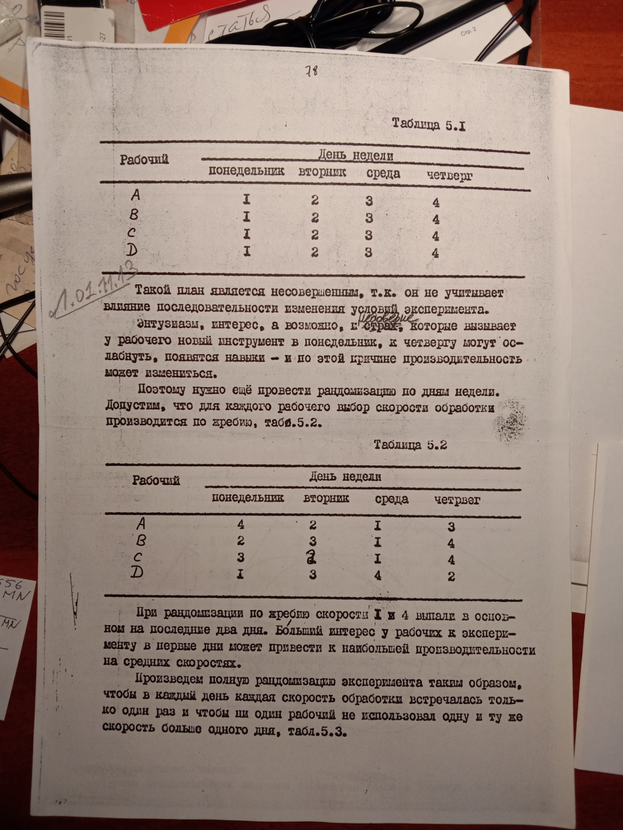 СТАТЬЯ
78
Таблица 5.I
Рабочий
День недели
понедельник вторник среда четверг
A I 2 3 4
B I 2 3 4
C I 2 3 4
D I 2 3 4
1.02.11.13
Такой план является несовершенным, т.к. он не учитывает
влияние последовательности изменения условий эксперимента.
неверие
Энтузиазм, интерес, а возможно, и страх, которые вызывает
у рабочего новый инструмент в понедельник, к четвергу могут ос-
лабнуть, появятся навыки – и по этой причине производительность
может измениться.
Поэтому нужно ещё провести рандомизацию по дням недели.
Допустим, что для каждого рабочего выбор скорости обработки
производится по жребию, табл.5.2.
Таблица 5.2
Рабочий
День недели
понедельник вторник среда четрвег
A 4 2 I 3
B 2 3 I 4
C 3 2 I 4
D I 3 4 2
При рандомизации по жребию скорости I и 4 выпали в основ-
ном на последние два дня. Больший интерес у рабочих к экспери-
менту в первые дни может привести к наибольшей произзводительности
на средних скоростях.
Произведем полную рандомизацию эксперимента таким образом,
чтобы в каждый день каждая скорость обработки встречалась толь-
ко один раз и чтобы ни один рабочий не использовал одну и ту же
скорость больше одного дня, табл.5.3.